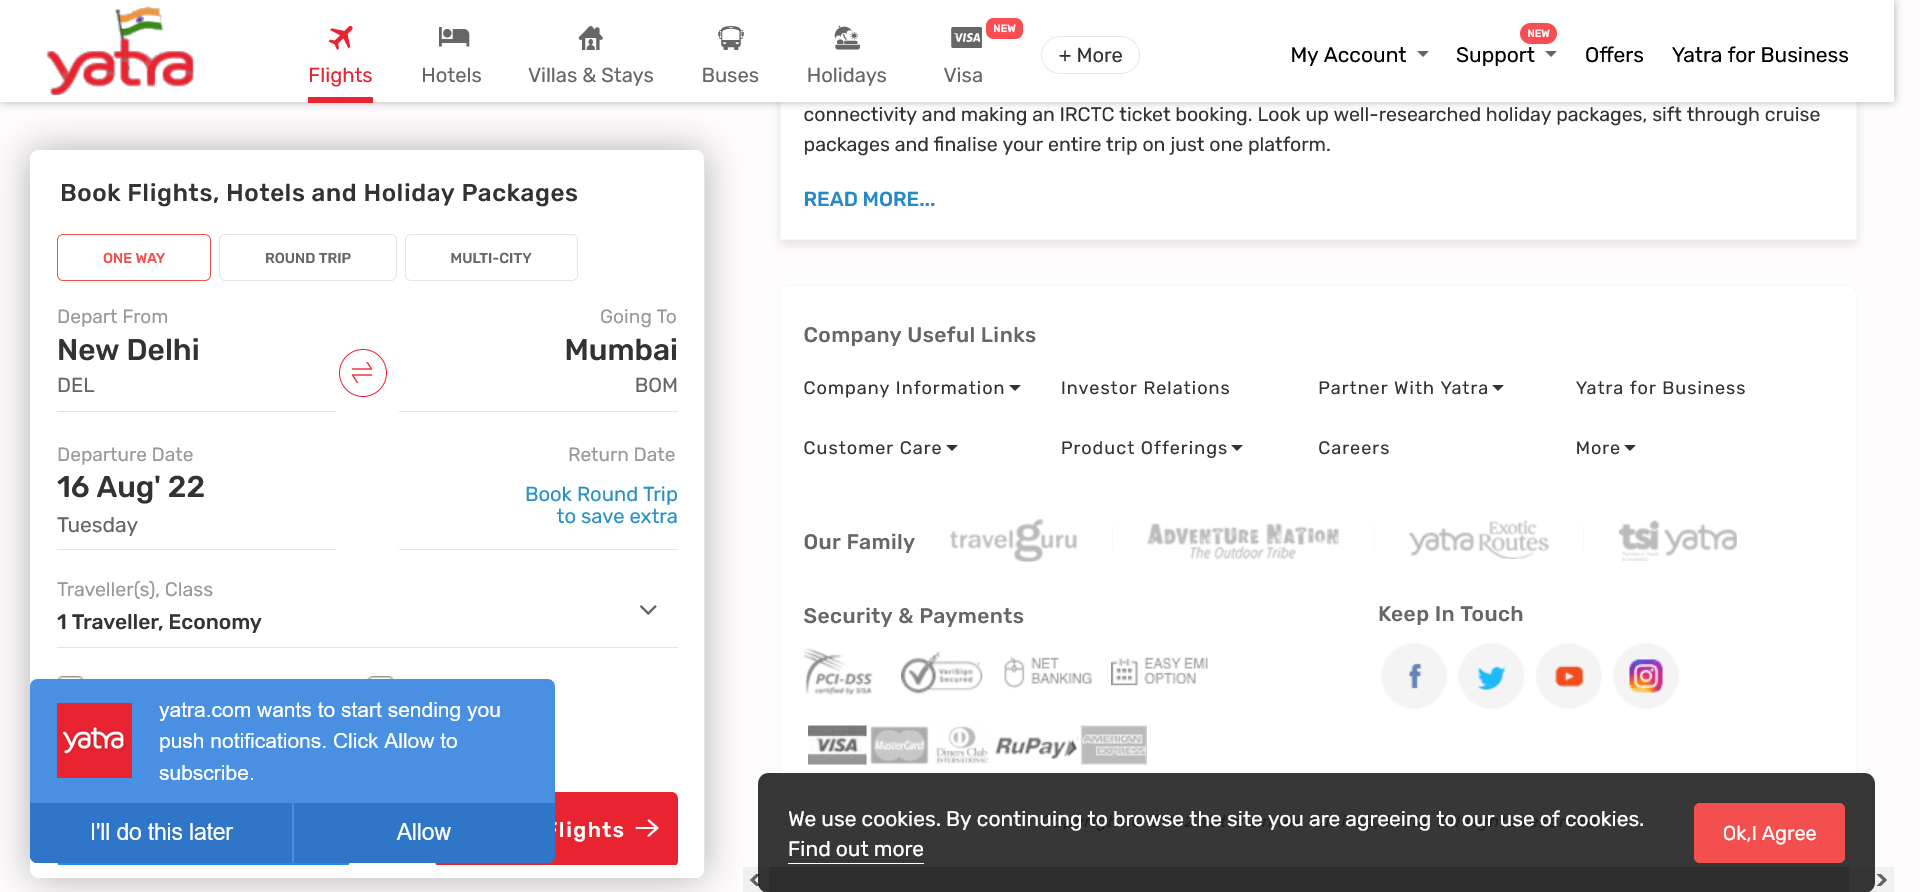 yatra
Flights
Hotels
Villas & Stays
Buses
Holidays
VISA
NEW
Visa
+ More
My Account
NEW
Support
Offers
Yatra for Business
connectivity and making an IRCTC ticket booking. Look up well-researched holiday packages, sift through cruise
packages and finalise your entire trip on just one platform.
READ MORE...
Book Flights, Hotels and Holiday Packages
ONE WAY
ROUND TRIP
MULTI-CITY
Depart From
New Delhi
DEL
Going To
Mumbai
BOM
Departure Date
16 Aug' 22
Tuesday
Return Date
Book Round Trip
to save extra
Traveller(s), Class
1 Traveller, Economy
yatra
yatra.com wants to start sending you
push notifications. Click Allow to
subscribe.
I'll do this later
Allow
Flights
Company Useful Links
Company Information
Investor Relations
Partner With Yatra
Yatra for Business
Customer Care
Product Offerings
Careers
More
Our Family
travelguru
ADVENTURE NATION
The Outdoor Tribe
yatra Exotic Routes
tsi yatra
Security & Payments
PCI-DSS
certified by VISA
VeriSign
Secured
NET
BANKING
EASY EMI
OPTION
VISA
MasterCard
Diners Club
INTERNATIONAL
RuPay
AMERICAN
EXPRESS
Keep In Touch
We use cookies. By continuing to browse the site you are agreeing to our use of cookies.
Find out more
Ok,I Agree